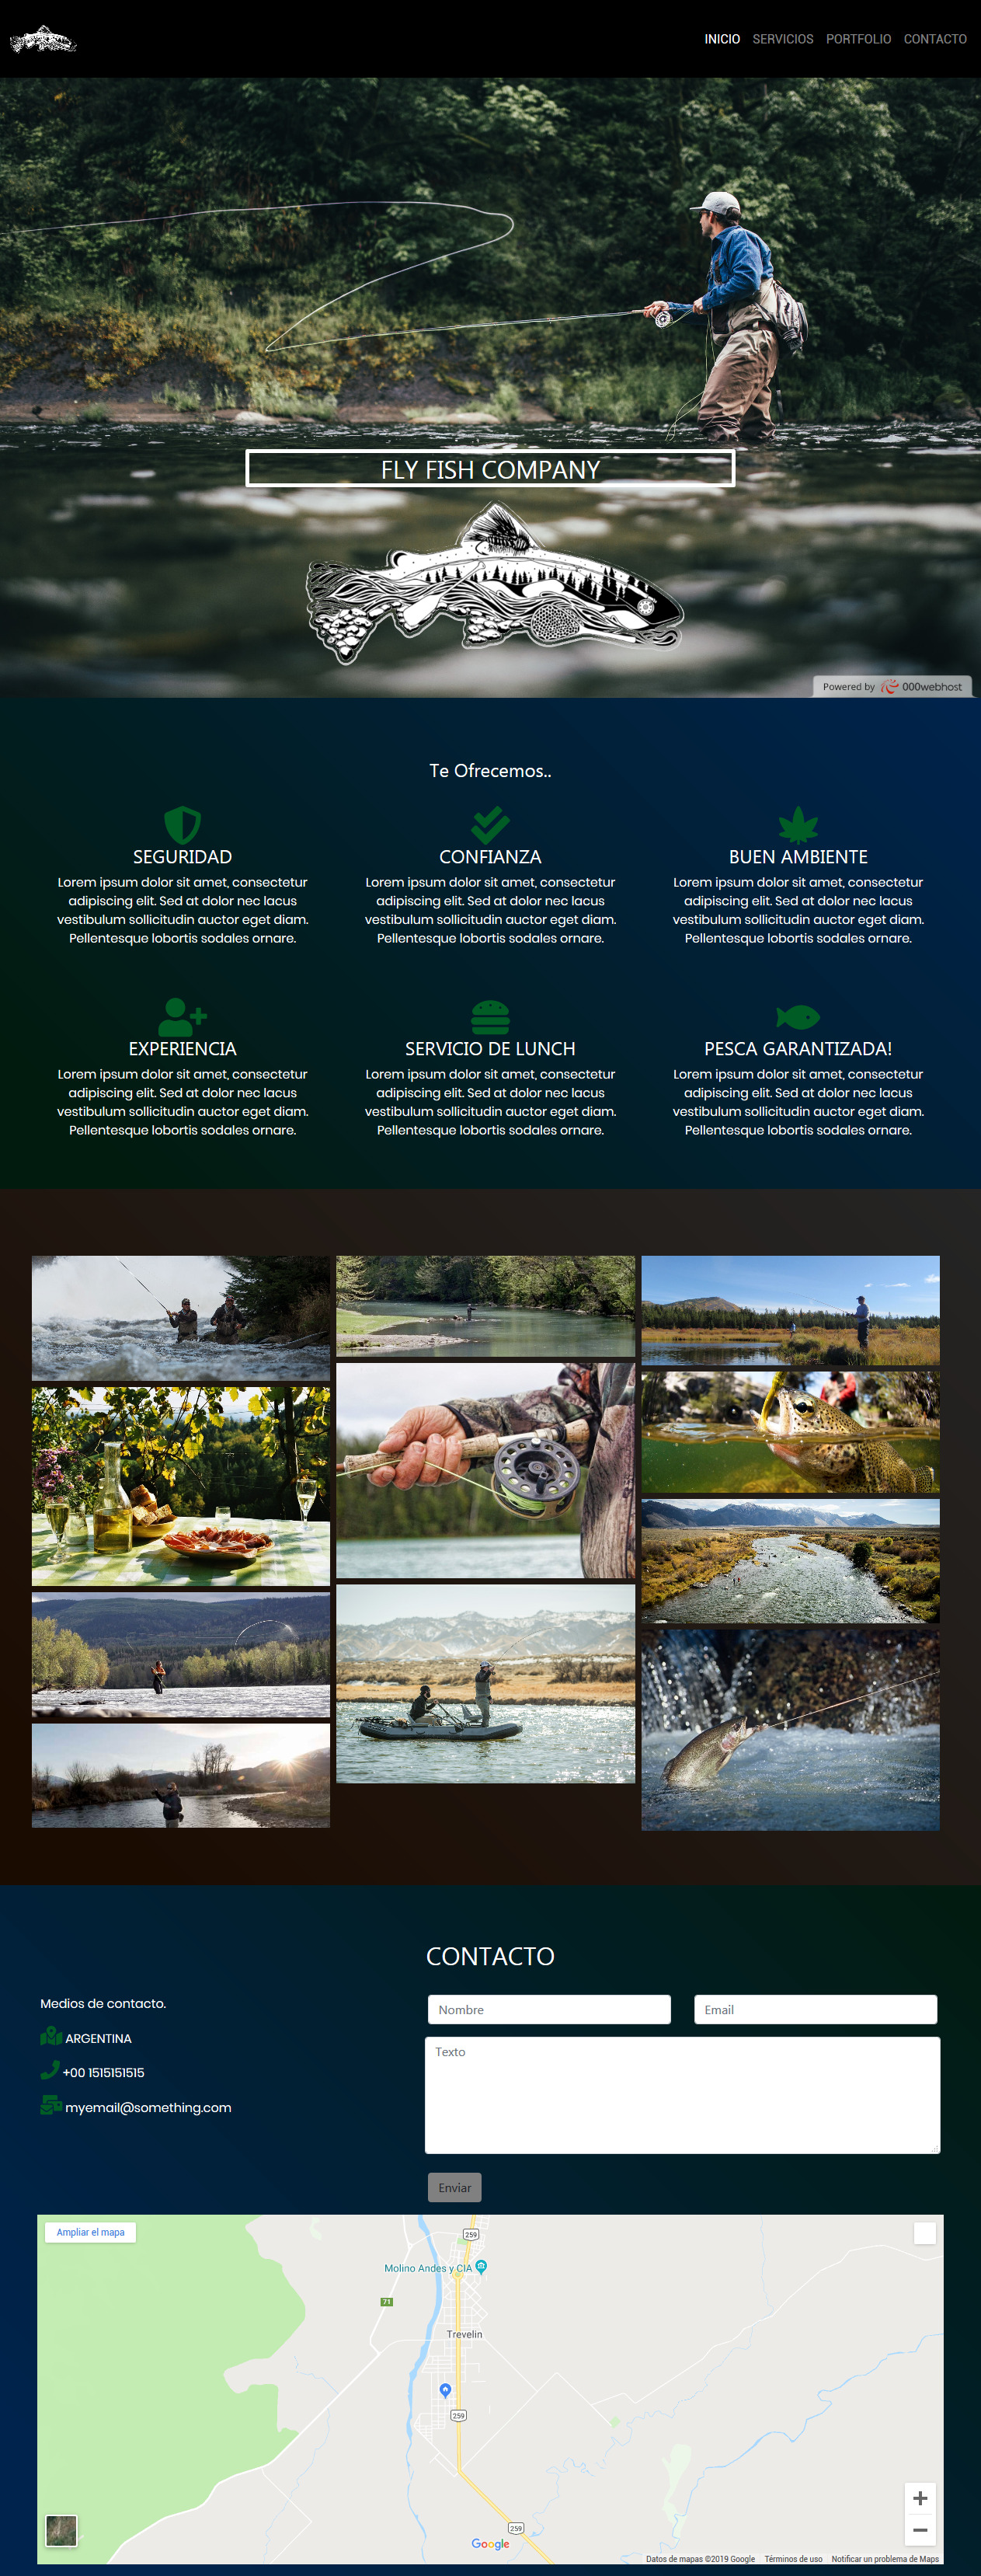 INICIO SERVICIOS PORTFOLIO CONTACTO
FLY FISH COMPANY
Powered by 000webhost
Te Ofrecemos..
SEGURIDAD
Lorem ipsum dolor sit amet, consectetur
adipiscing elit. Sed at dolor nec lacus
vestibulum sollicitudin auctor eget diam.
Pellentesque lobortis sodales ornare.
CONFIANZA
Lorem ipsum dolor sit amet, consectetur
adipiscing elit. Sed at dolor nec lacus
vestibulum sollicitudin auctor eget diam.
Pellentesque lobortis sodales ornare.
BUEN AMBIENTE
Lorem ipsum dolor sit amet, consectetur
adipiscing elit. Sed at dolor nec lacus
vestibulum sollicitudin auctor eget diam.
Pellentesque lobortis sodales ornare.
EXPERIENCIA
Lorem ipsum dolor sit amet, consectetur
adipiscing elit. Sed at dolor nec lacus
vestibulum sollicitudin auctor eget diam.
Pellentesque lobortis sodales ornare.
SERVICIO DE LUNCH
Lorem ipsum dolor sit amet, consectetur
adipiscing elit. Sed at dolor nec lacus
vestibulum sollicitudin auctor eget diam.
Pellentesque lobortis sodales ornare.
PESCA GARANTIZADA!
Lorem ipsum dolor sit amet, consectetur
adipiscing elit. Sed at dolor nec lacus
vestibulum sollicitudin auctor eget diam.
Pellentesque lobortis sodales ornare.
CONTACTO
Medios de contacto.
ARGENTINA
+00 1515151515
myemail@something.com
Nombre
Email
Texto
Enviar
Ampliar el mapa
259
Molino Andes y CIA
71
Trevelin
259
259
Google
Datos de mapas ©2019 Google Términos de uso Notificar un problema de Maps